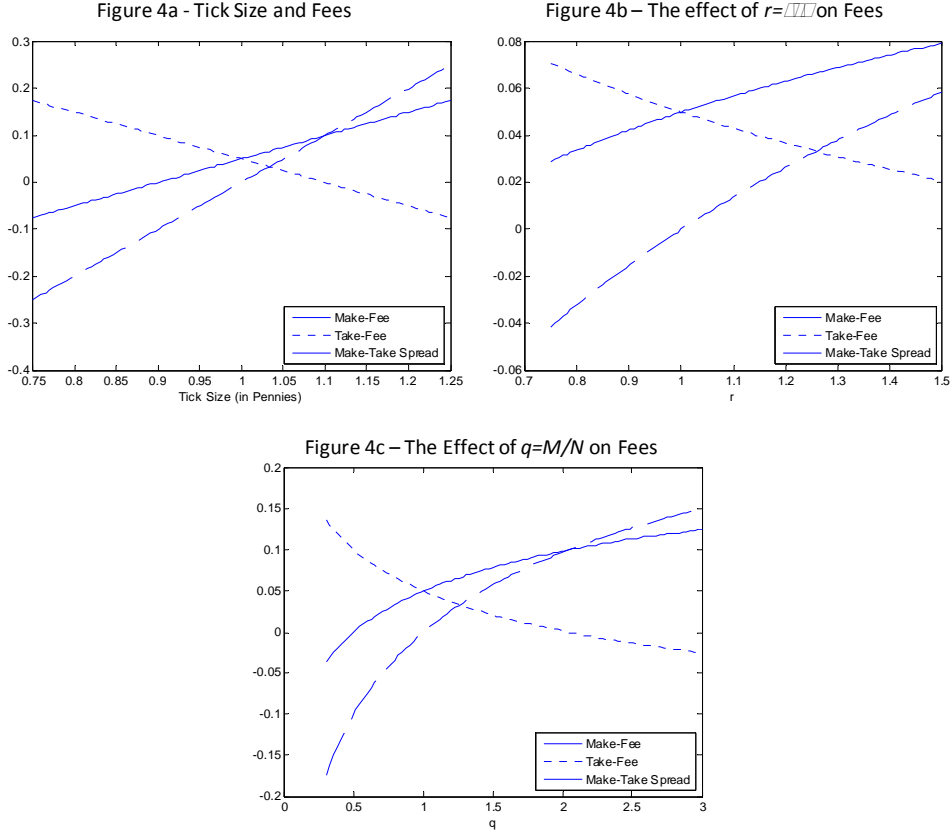 Figure 4a - Tick Size and Fees
0.3
0.2
0.1
0
-0.1
-0.2
-0.3
-0.4
0.75 0.8 0.85 0.9 0.95 1 1.05 1.1 1.15 1.2 1.25
Tick Size (in Pennies)
Make-Fee
Take-Fee
Make-Take Spread
Figure 4b – The effect of r= on Fees
0.08
0.06
0.04
0.02
0
-0.02
-0.04
-0.06
0.7 0.8 0.9 1 1.1 1.2 1.3 1.4 1.5
r
Make-Fee
Take-Fee
Make-Take Spread
Figure 4c – The Effect of q=M/N on Fees
0.2
0.15
0.1
0.05
0
-0.05
-0.1
-0.15
-0.2
0 0.5 1 1.5 2 2.5 3
q
Make-Fee
Take-Fee
Make-Take Spread